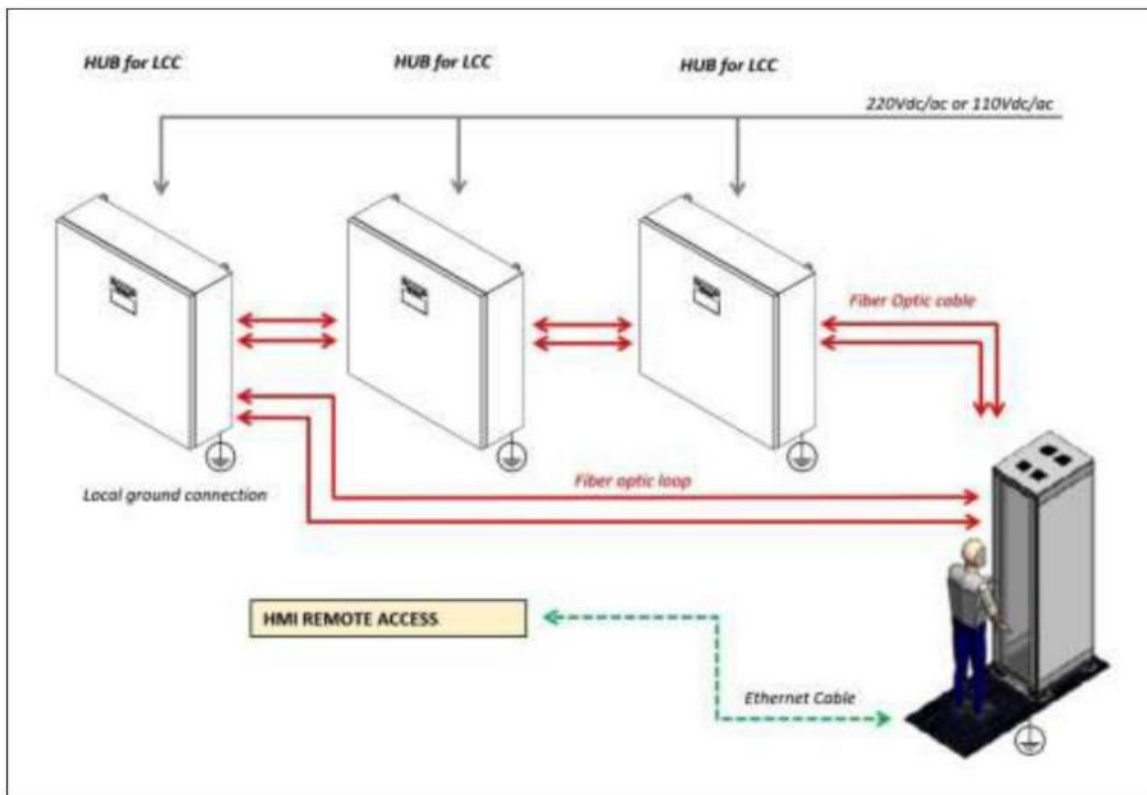 HUB for LCC
HUB for LCC
HUB for LCC
220Vdc/ac or 110Vdc/ac
Fiber Optic cable
Local ground connection
Fiber optic loop
HMI REMOTE ACCESS
Ethernet Cable